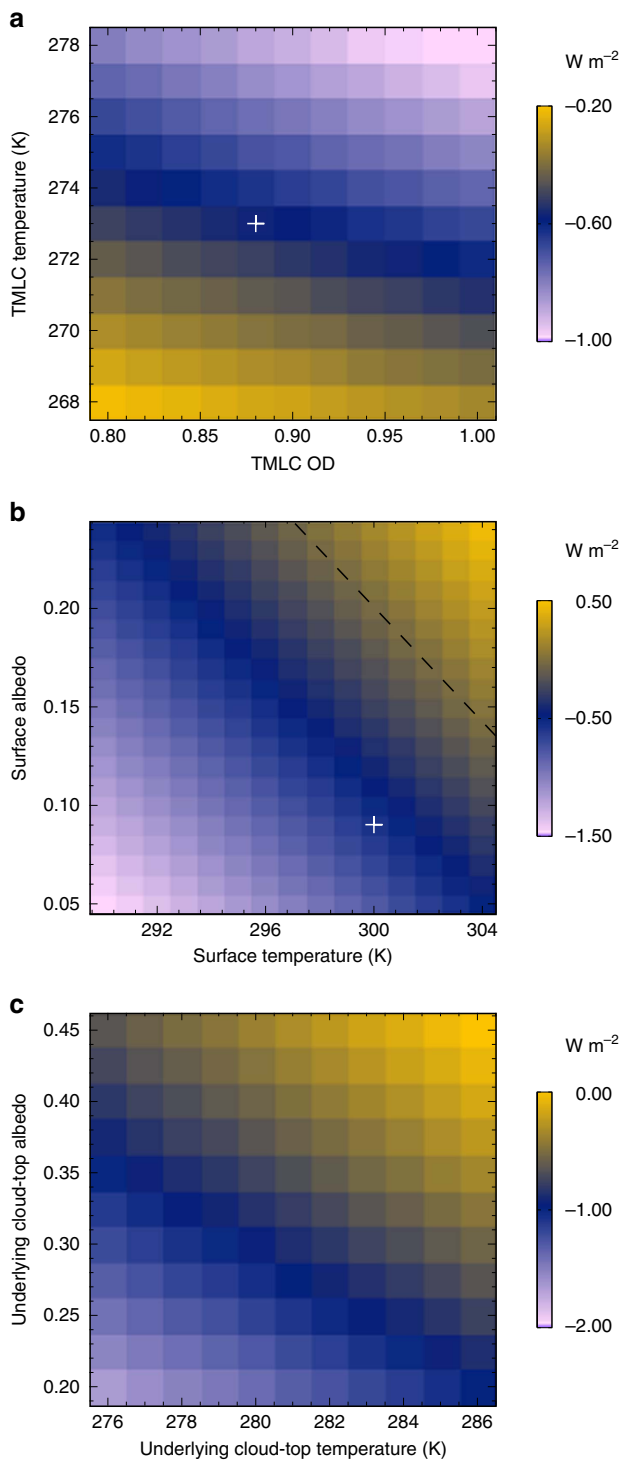 a
W m−2
278
276
274
272
270
268
TMLC temperature (K)
0.80 0.85 0.90 0.95 1.00
TMLC OD
−0.20
−0.60
−1.00
b
W m−2
0.20
0.15
0.10
0.05
Surface albedo
292 296 300 304
Surface temperature (K)
0.50
−0.50
−1.50
c
W m−2
0.45
0.40
0.35
0.30
0.25
0.20
Underlying cloud-top albedo
276 278 280 282 284 286
Underlying cloud-top temperature (K)
0.00
−1.00
−2.00